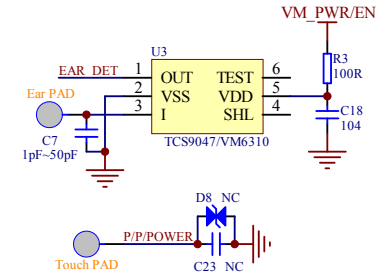 VM_PWR/EN
U3
R3
100R
EAR_DET
1 OUT TEST 6
2 VSS VDD 5
3 I SHL 4
Ear PAD
C7
1pF~50pF
TCS9047/VM6310
C18
104
D8 NC
P/P/POWER
Touch PAD
C23 NC